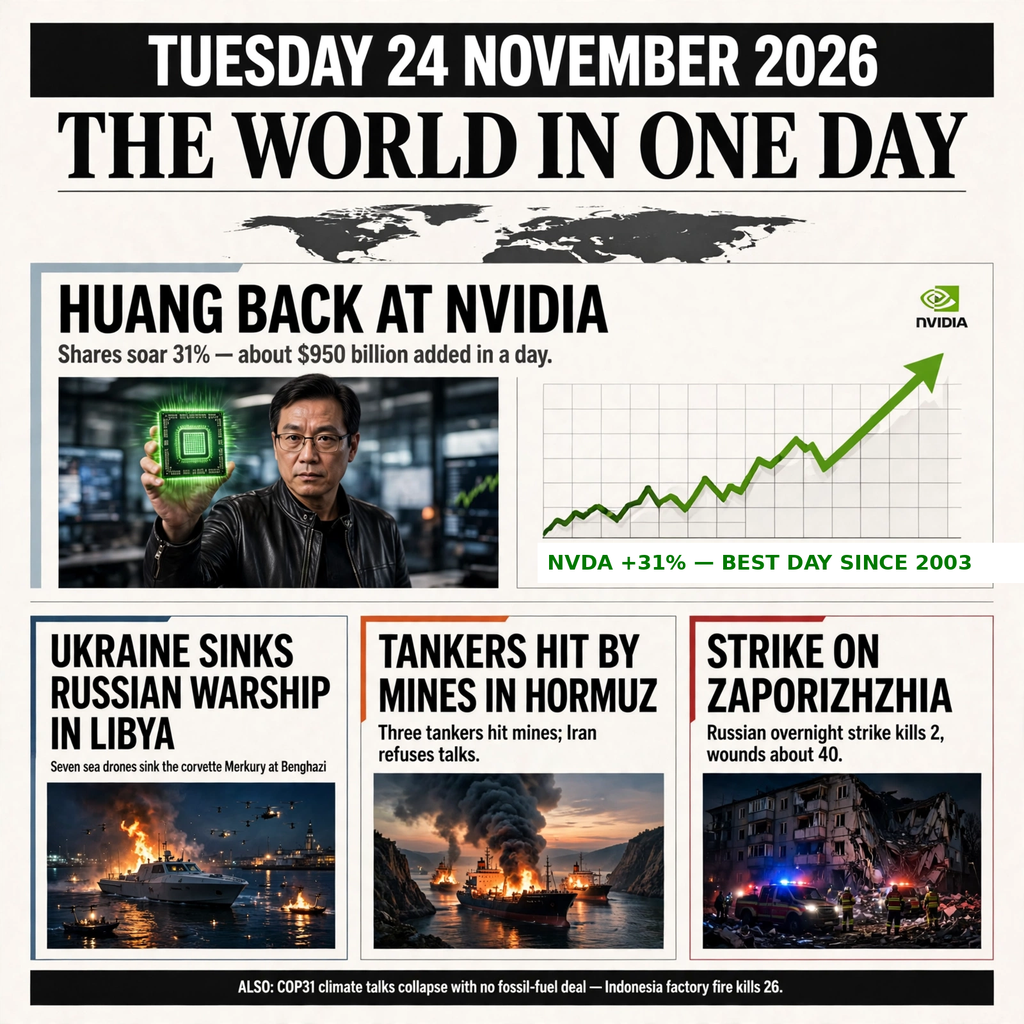 TUESDAY 24 NOVEMBER 2026
THE WORLD IN ONE DAY
HUANG BACK AT NVIDIA
Shares soar 31% — about $950 billion added in a day.
NVIDIA
NVDA +31% — BEST DAY SINCE 2003
UKRAINE SINKS
RUSSIAN WARSHIP
IN LIBYA
Seven sea drones sink the corvette Merkury at Benghazi
TANKERS HIT BY
MINES IN HORMUZ
Three tankers hit mines; Iran
refuses talks.
STRIKE ON
ZAPORIZHZHIA
Russian overnight strike kills 2,
wounds about 40.
ALSO: COP31 climate talks collapse with no fossil-fuel deal — Indonesia factory fire kills 26.